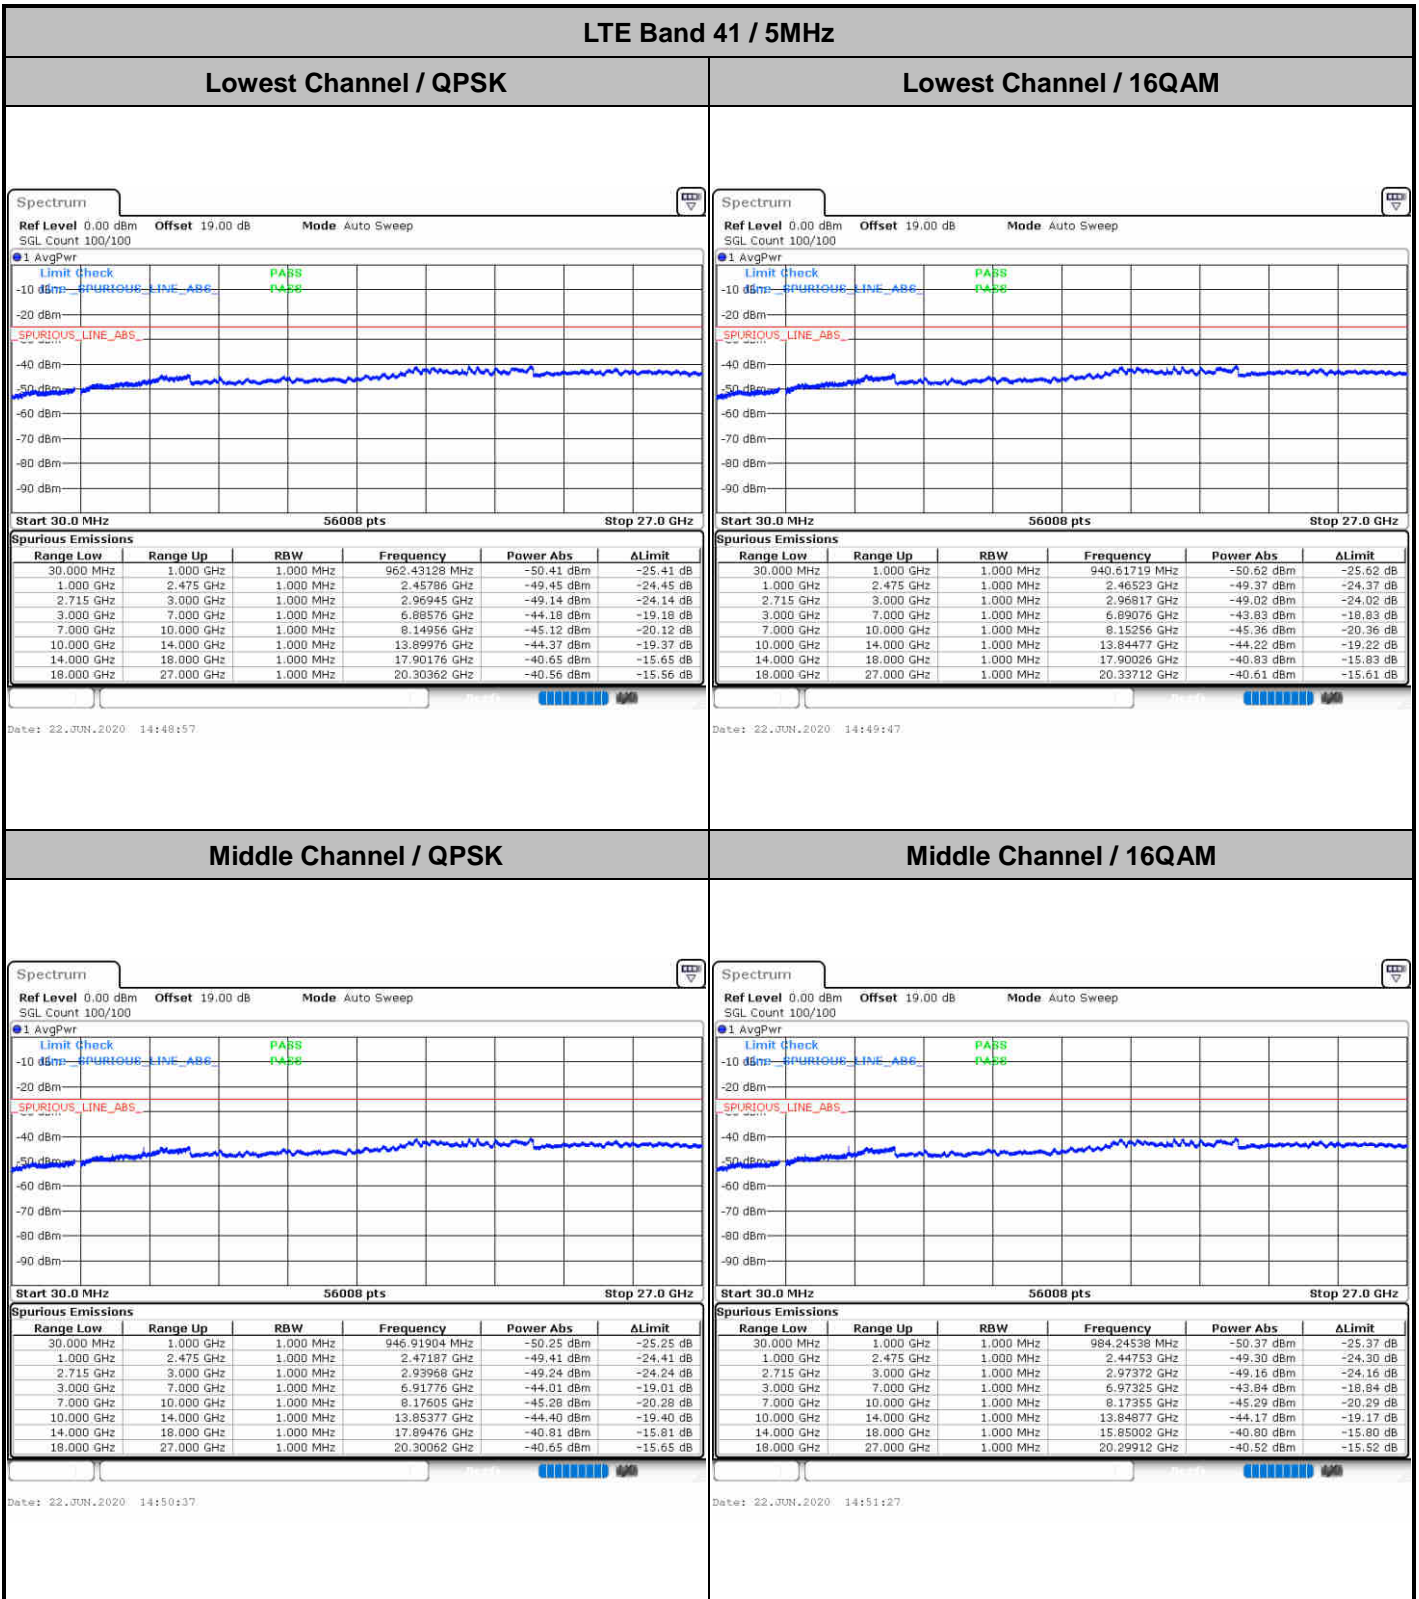 LTE Band 41 / 5MHz
Lowest Channel / QPSK
Lowest Channel / 16QAM
Spectrum
Ref Level 0.00 dBm Offset 19.00 dB Mode Auto Sweep
SGL Count 100/100
1 AvgPwr
Limit Check PASS
-10 dBm Line _SPURIOUS_LINE_ABS_ PASS
-20 dBm
_SPURIOUS_LINE_ABS_
-40 dBm
-50 dBm
-60 dBm
-70 dBm
-80 dBm
-90 dBm
Start 30.0 MHz 56008 pts Stop 27.0 GHz
Spurious Emissions
Range Low Range Up RBW Frequency Power Abs ΔLimit
30.000 MHz 1.000 GHz 1.000 MHz 962.43128 MHz -50.41 dBm -25.41 dB
1.000 GHz 2.475 GHz 1.000 MHz 2.45786 GHz -49.45 dBm -24.45 dB
2.715 GHz 3.000 GHz 1.000 MHz 2.96945 GHz -49.14 dBm -24.14 dB
3.000 GHz 7.000 GHz 1.000 MHz 6.88576 GHz -44.18 dBm -19.18 dB
7.000 GHz 10.000 GHz 1.000 MHz 8.14956 GHz -45.12 dBm -20.12 dB
10.000 GHz 14.000 GHz 1.000 MHz 13.89976 GHz -44.37 dBm -19.37 dB
14.000 GHz 18.000 GHz 1.000 MHz 17.90176 GHz -40.65 dBm -15.65 dB
18.000 GHz 27.000 GHz 1.000 MHz 20.30362 GHz -40.56 dBm -15.56 dB
Date: 22.JUN.2020 14:48:57
Spectrum
Ref Level 0.00 dBm Offset 19.00 dB Mode Auto Sweep
SGL Count 100/100
1 AvgPwr
Limit Check PASS
-10 dBm Line _SPURIOUS_LINE_ABS_ PASS
-20 dBm
_SPURIOUS_LINE_ABS_
-40 dBm
-50 dBm
-60 dBm
-70 dBm
-80 dBm
-90 dBm
Start 30.0 MHz 56008 pts Stop 27.0 GHz
Spurious Emissions
Range Low Range Up RBW Frequency Power Abs ΔLimit
30.000 MHz 1.000 GHz 1.000 MHz 940.61719 MHz -50.62 dBm -25.62 dB
1.000 GHz 2.475 GHz 1.000 MHz 2.46523 GHz -49.37 dBm -24.37 dB
2.715 GHz 3.000 GHz 1.000 MHz 2.96817 GHz -49.02 dBm -24.02 dB
3.000 GHz 7.000 GHz 1.000 MHz 6.89076 GHz -43.83 dBm -18.83 dB
7.000 GHz 10.000 GHz 1.000 MHz 8.15256 GHz -45.36 dBm -20.36 dB
10.000 GHz 14.000 GHz 1.000 MHz 13.84477 GHz -44.22 dBm -19.22 dB
14.000 GHz 18.000 GHz 1.000 MHz 17.90026 GHz -40.83 dBm -15.83 dB
18.000 GHz 27.000 GHz 1.000 MHz 20.33712 GHz -40.61 dBm -15.61 dB
Date: 22.JUN.2020 14:49:47
Middle Channel / QPSK
Middle Channel / 16QAM
Spectrum
Ref Level 0.00 dBm Offset 19.00 dB Mode Auto Sweep
SGL Count 100/100
1 AvgPwr
Limit Check PASS
-10 dBm Line _SPURIOUS_LINE_ABS_ PASS
-20 dBm
_SPURIOUS_LINE_ABS_
-40 dBm
-50 dBm
-60 dBm
-70 dBm
-80 dBm
-90 dBm
Start 30.0 MHz 56008 pts Stop 27.0 GHz
Spurious Emissions
Range Low Range Up RBW Frequency Power Abs ΔLimit
30.000 MHz 1.000 GHz 1.000 MHz 946.91904 MHz -50.25 dBm -25.25 dB
1.000 GHz 2.475 GHz 1.000 MHz 2.47187 GHz -49.41 dBm -24.41 dB
2.715 GHz 3.000 GHz 1.000 MHz 2.93968 GHz -49.24 dBm -24.24 dB
3.000 GHz 7.000 GHz 1.000 MHz 6.91776 GHz -44.01 dBm -19.01 dB
7.000 GHz 10.000 GHz 1.000 MHz 8.17605 GHz -45.28 dBm -20.28 dB
10.000 GHz 14.000 GHz 1.000 MHz 13.85377 GHz -44.40 dBm -19.40 dB
14.000 GHz 18.000 GHz 1.000 MHz 17.89476 GHz -40.81 dBm -15.81 dB
18.000 GHz 27.000 GHz 1.000 MHz 20.30062 GHz -40.65 dBm -15.65 dB
Date: 22.JUN.2020 14:50:37
Spectrum
Ref Level 0.00 dBm Offset 19.00 dB Mode Auto Sweep
SGL Count 100/100
1 AvgPwr
Limit Check PASS
-10 dBm Line _SPURIOUS_LINE_ABS_ PASS
-20 dBm
_SPURIOUS_LINE_ABS_
-40 dBm
-50 dBm
-60 dBm
-70 dBm
-80 dBm
-90 dBm
Start 30.0 MHz 56008 pts Stop 27.0 GHz
Spurious Emissions
Range Low Range Up RBW Frequency Power Abs ΔLimit
30.000 MHz 1.000 GHz 1.000 MHz 984.24538 MHz -50.37 dBm -25.37 dB
1.000 GHz 2.475 GHz 1.000 MHz 2.44753 GHz -49.30 dBm -24.30 dB
2.715 GHz 3.000 GHz 1.000 MHz 2.97372 GHz -49.16 dBm -24.16 dB
3.000 GHz 7.000 GHz 1.000 MHz 6.97325 GHz -43.84 dBm -18.84 dB
7.000 GHz 10.000 GHz 1.000 MHz 8.17355 GHz -45.29 dBm -20.29 dB
10.000 GHz 14.000 GHz 1.000 MHz 13.84877 GHz -44.17 dBm -19.17 dB
14.000 GHz 18.000 GHz 1.000 MHz 15.85002 GHz -40.80 dBm -15.80 dB
18.000 GHz 27.000 GHz 1.000 MHz 20.29912 GHz -40.52 dBm -15.52 dB
Date: 22.JUN.2020 14:51:27